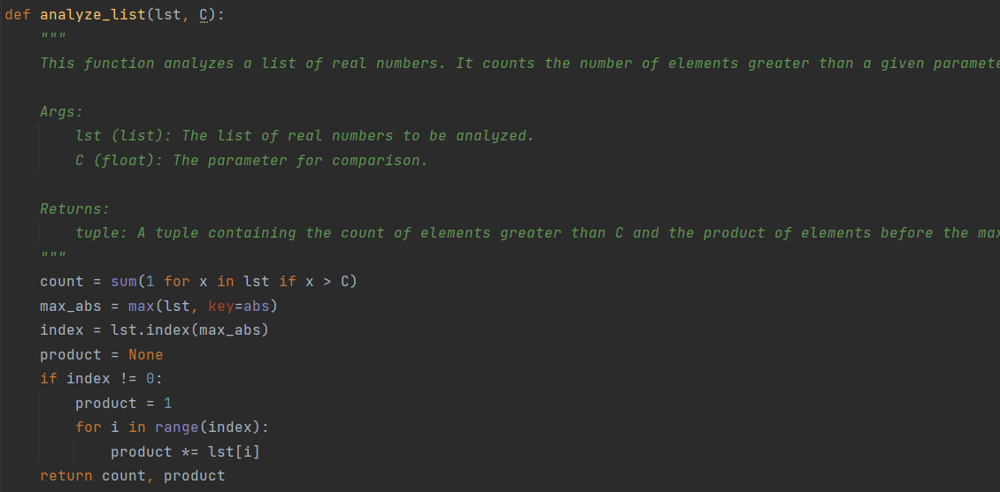 def analyze_list(lst, C):
    """
    This function analyzes a list of real numbers. It counts the number of elements greater than a given
    Args:
        lst (list): The list of real numbers to be analyzed.
        C (float): The parameter for comparison.
    Returns:
        tuple: A tuple containing the count of elements greater than C and the product of elements before the
    """
    count = sum(1 for x in lst if x > C)
    max_abs = max(lst, key=abs)
    index = lst.index(max_abs)
    product = None
    if index != 0:
        product = 1
        for i in range(index):
            product *= lst[i]
    return count, product